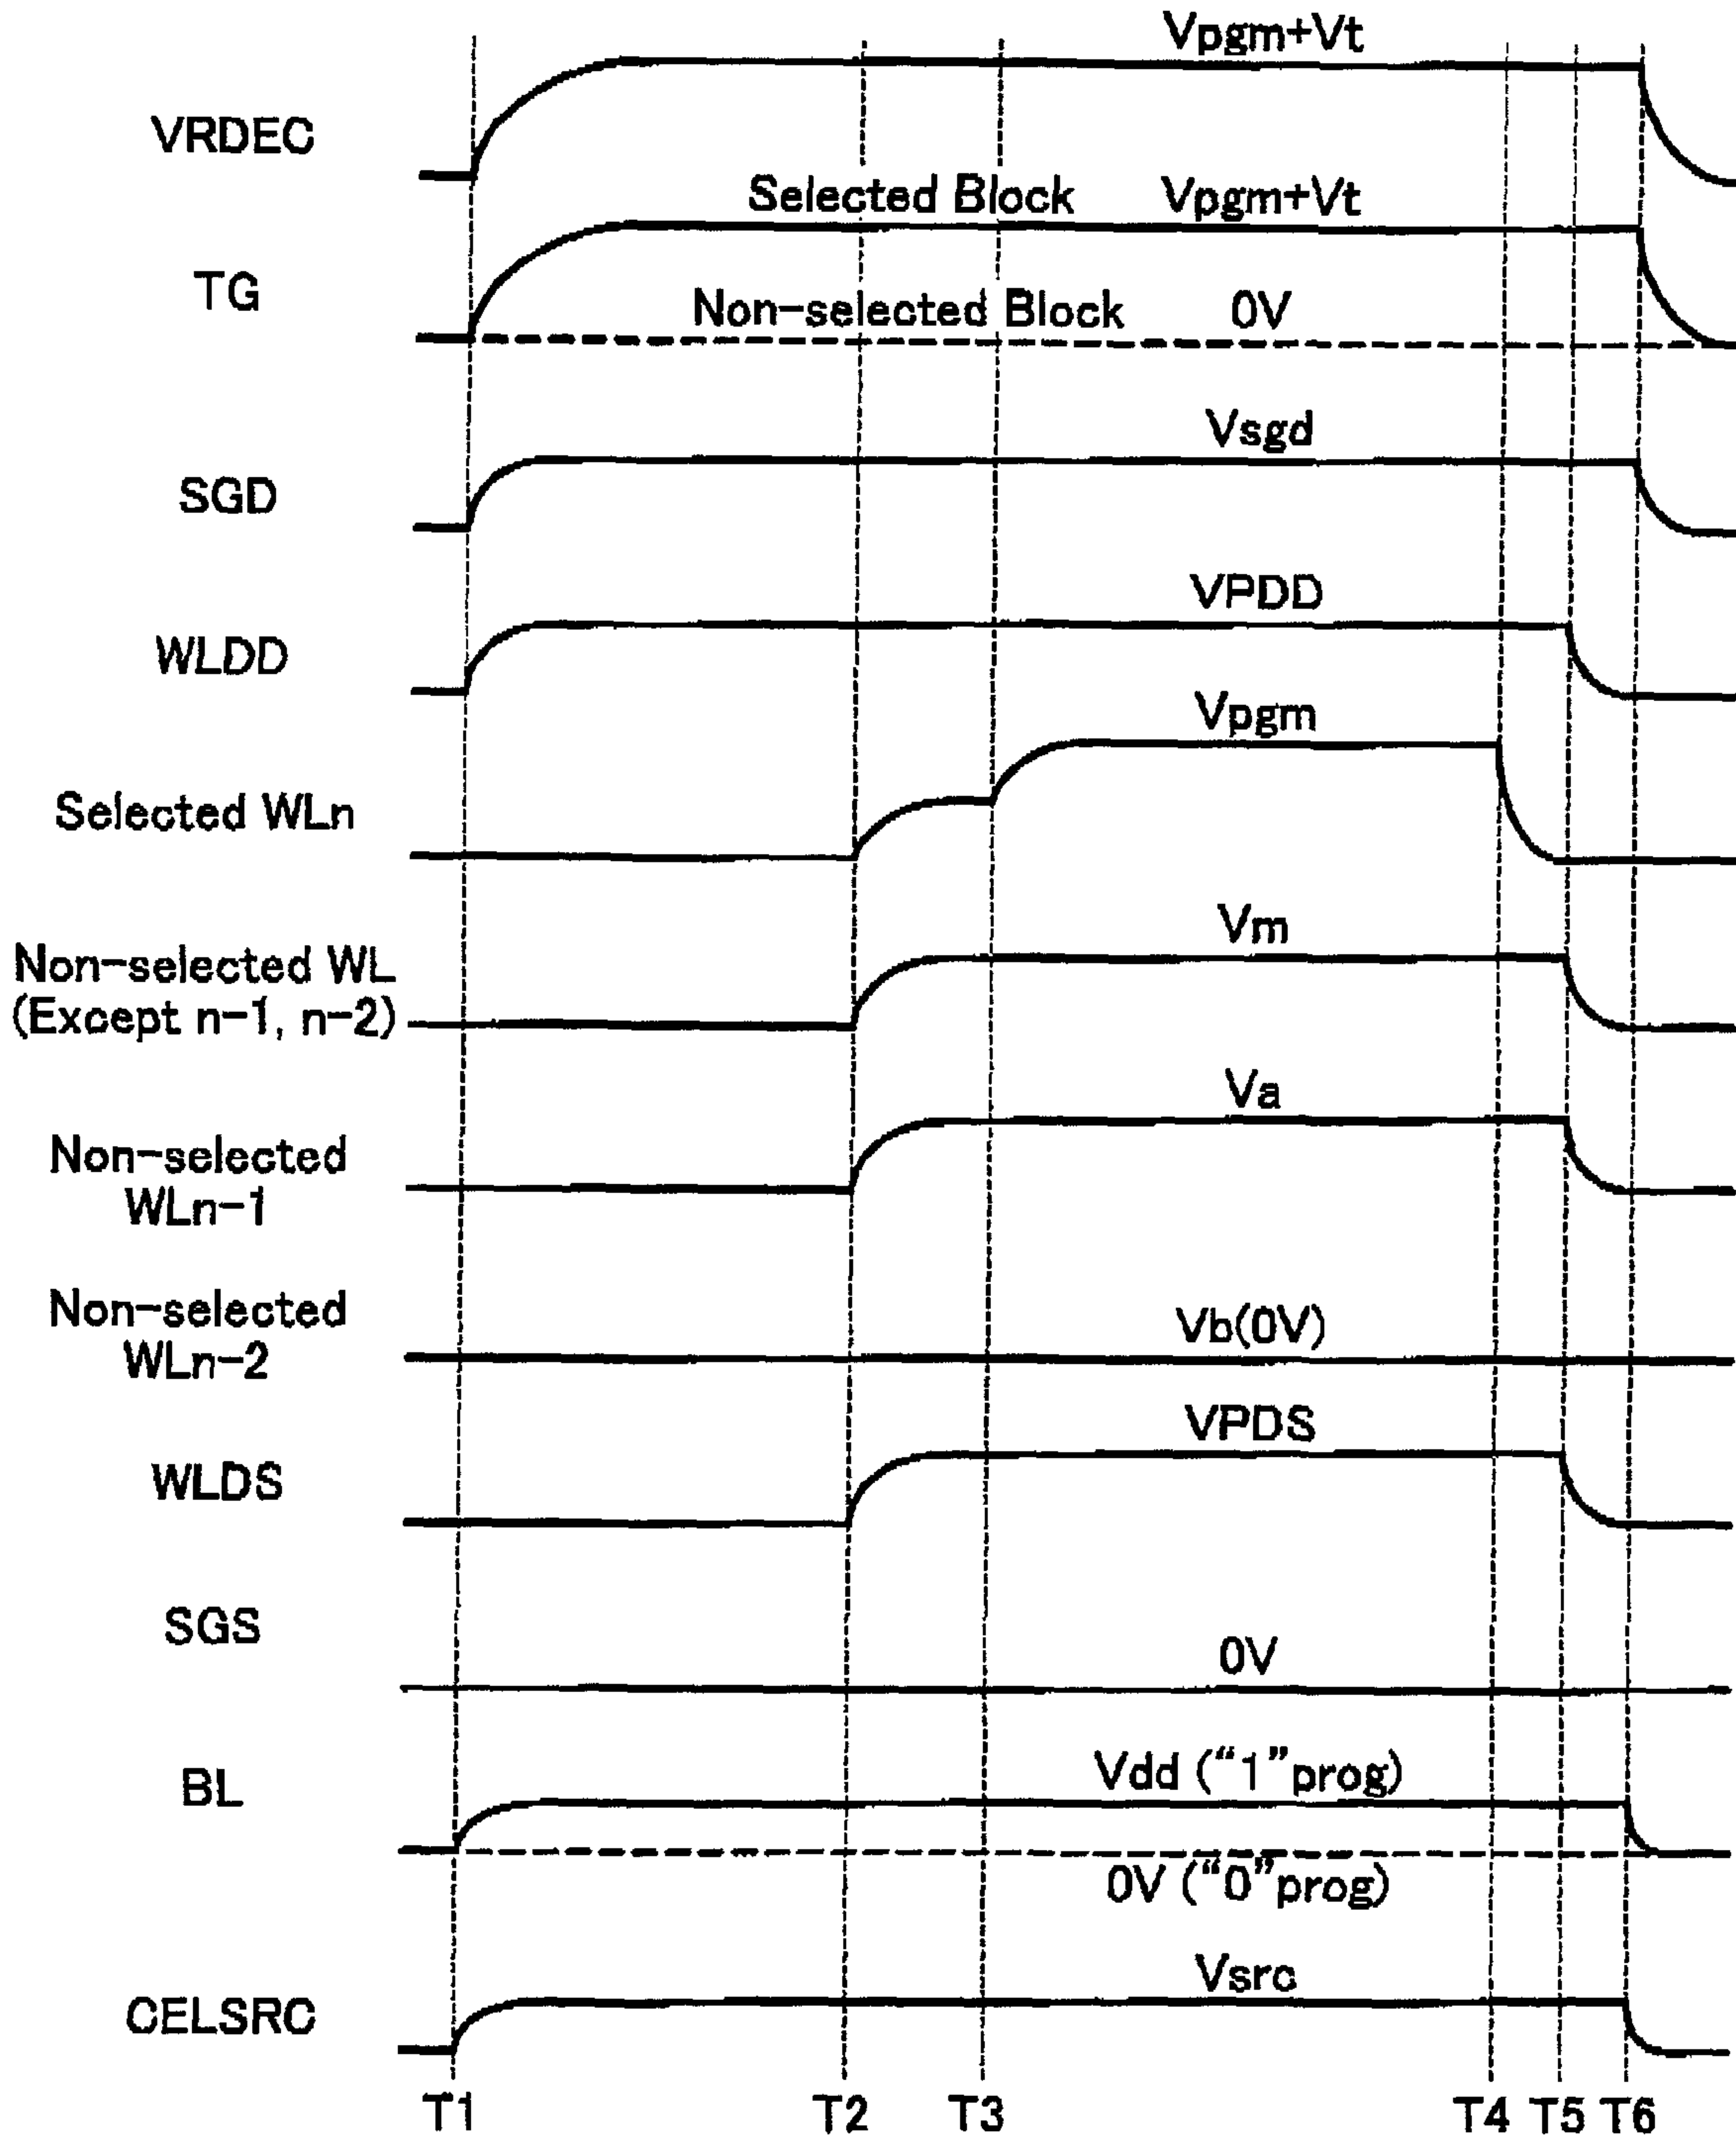 Vpgm+Vt
VRDEC
Selected Block Vpgm+Vt
TG
Non-selected Block 0V
Vsgd
SGD
VPDD
WLDD
Vpgm
Selected WLn
Vm
Non-selected WL
(Except n-1, n-2)
Va
Non-selected
WLn-1
Non-selected
WLn-2
Vb(0V)
VPDS
WLDS
SGS
0V
BL
Vdd (“1”prog)
0V (“0”prog)
Vsrc
CELSRC
T1 T2 T3 T4 T5 T6